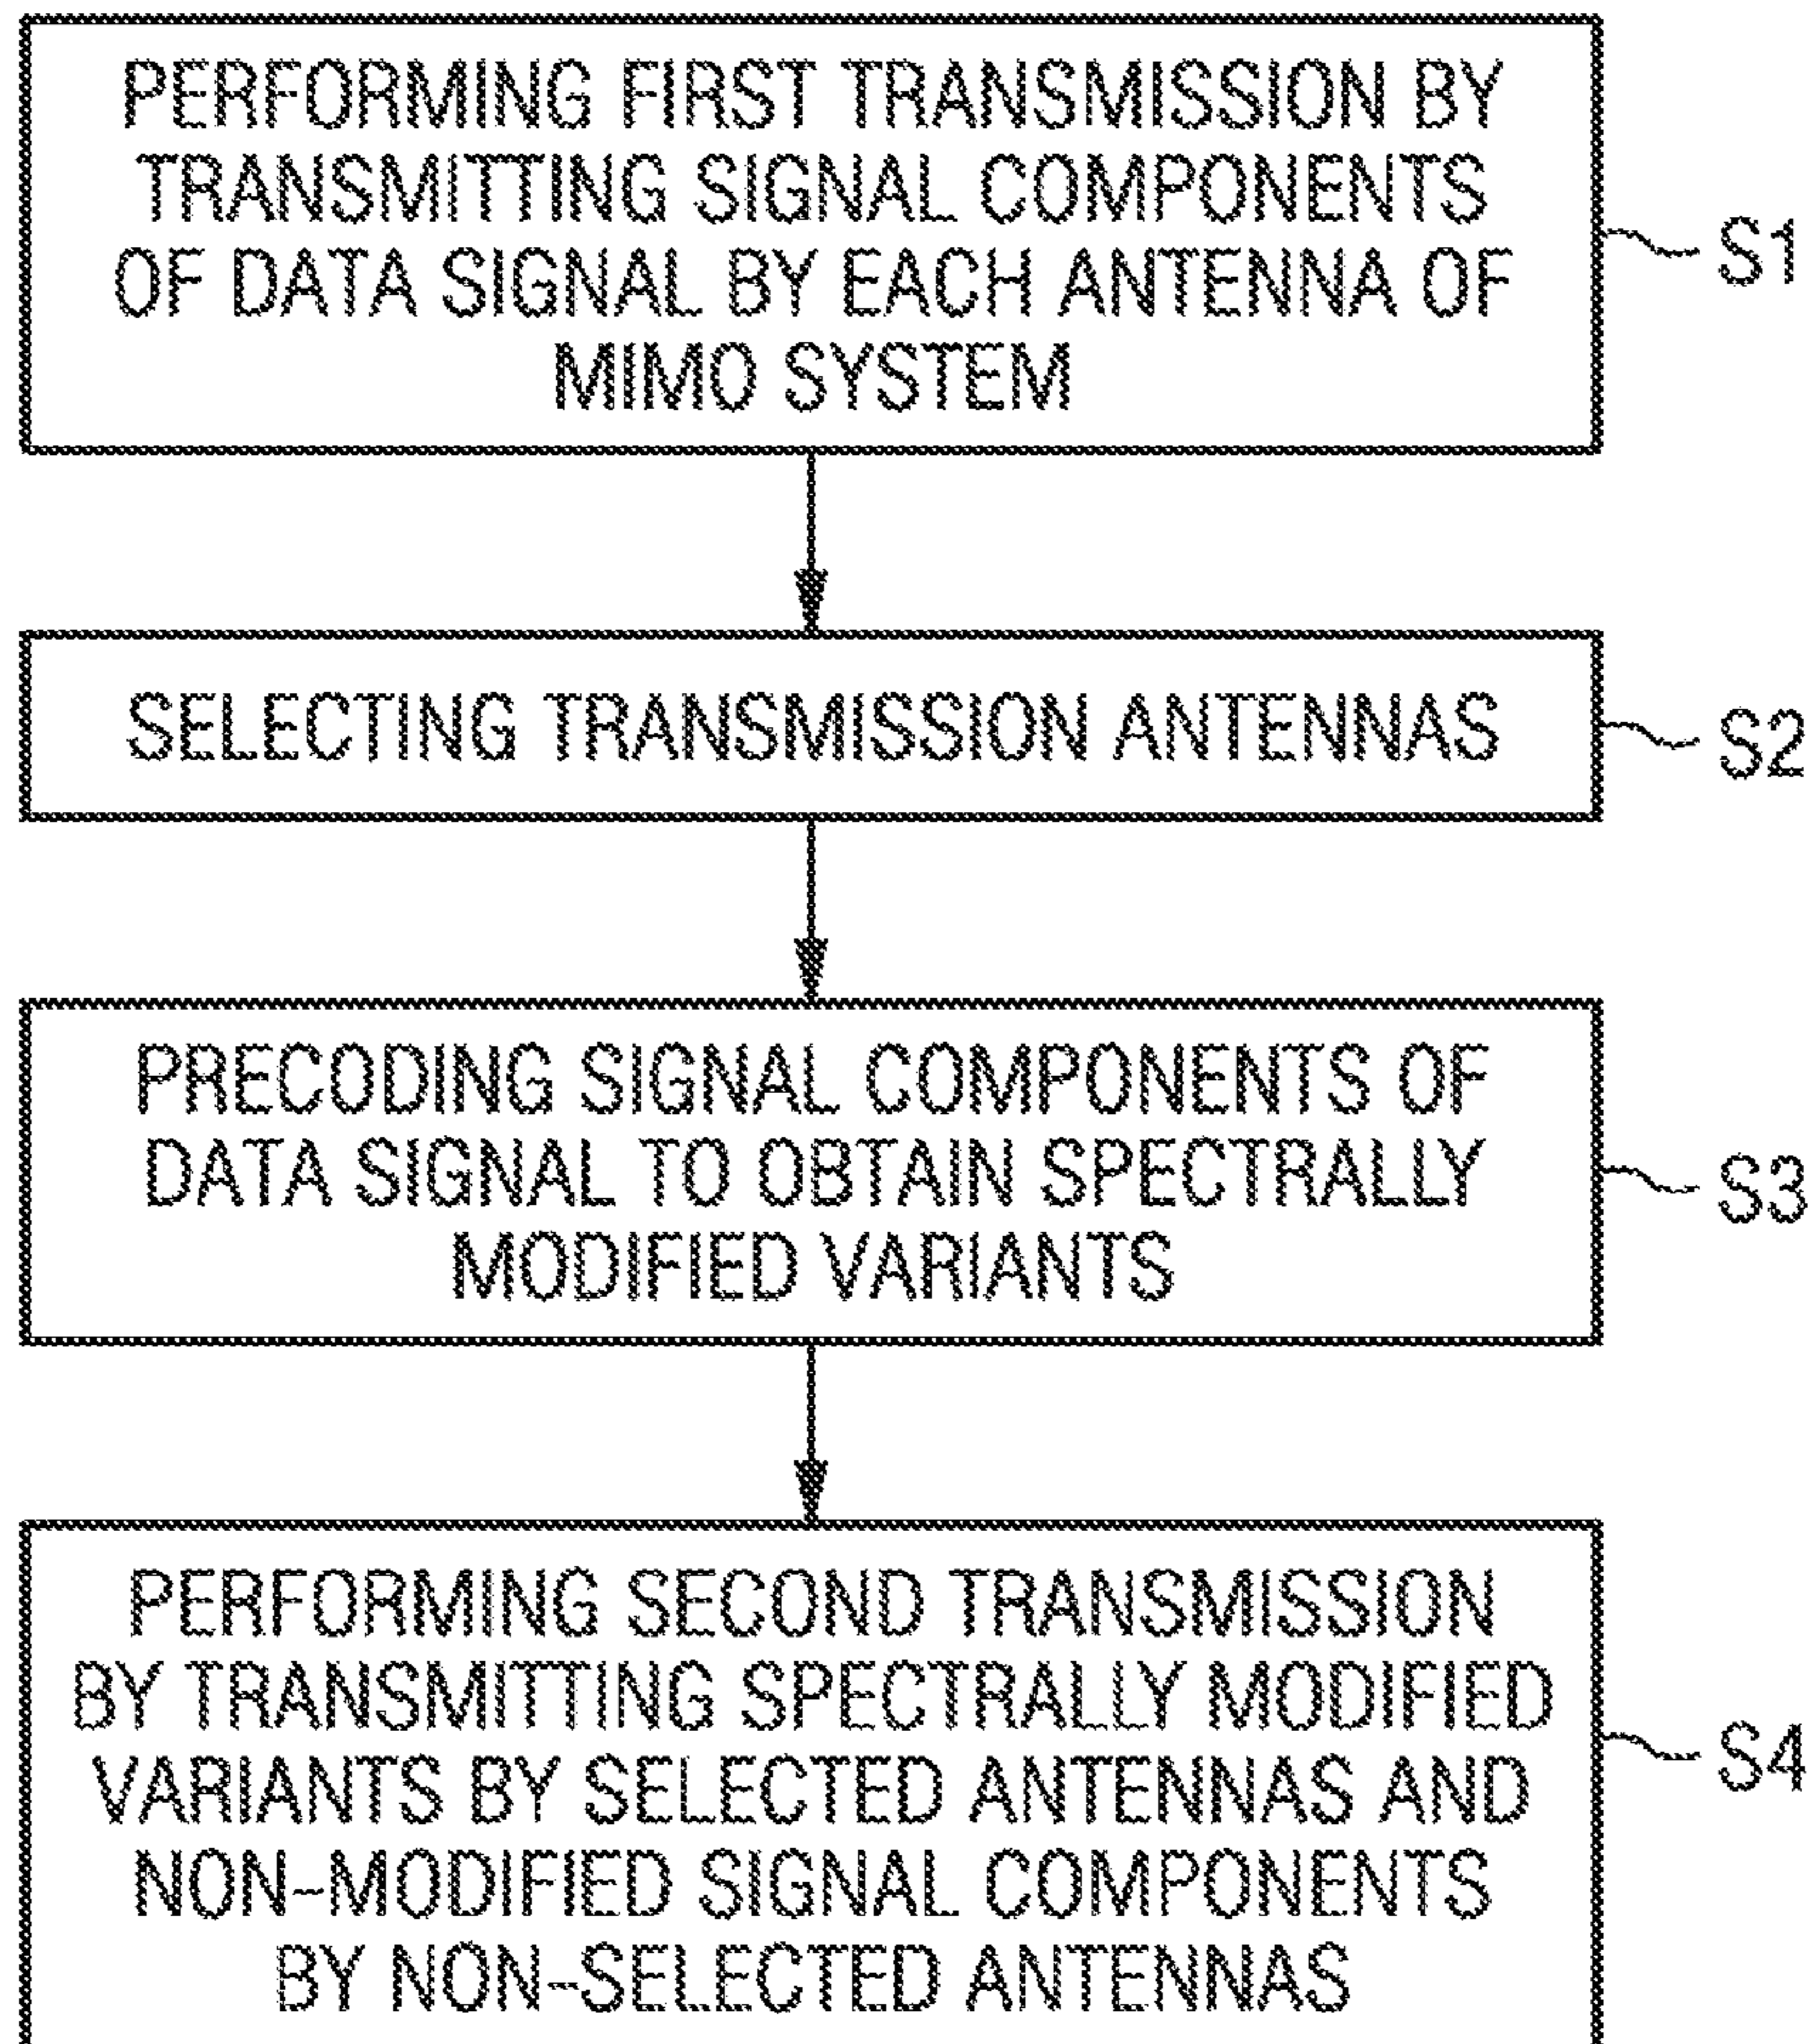 PERFORMING FIRST TRANSMISSION BY
TRANSMITTING SIGNAL COMPONENTS
OF DATA SIGNAL BY EACH ANTENNA OF
MIMO SYSTEM
S1
SELECTING TRANSMISSION ANTENNAS
S2
PRECODING SIGNAL COMPONENTS OF
DATA SIGNAL TO OBTAIN SPECTRALLY
MODIFIED VARIANTS
S3
PERFORMING SECOND TRANSMISSION
BY TRANSMITTING SPECTRALLY MODIFIED
VARIANTS BY SELECTED ANTENNAS AND
NON-MODIFIED SIGNAL COMPONENTS
BY NON-SELECTED ANTENNAS
S4